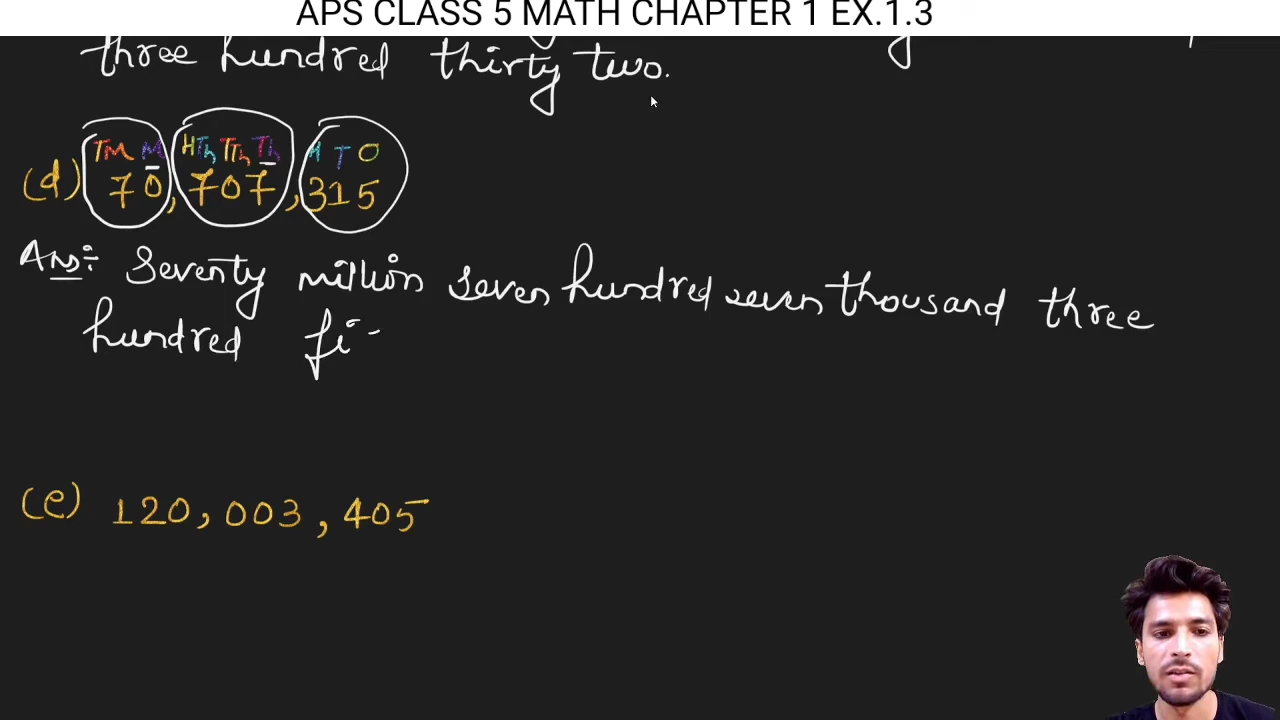 APS CLASS 5 MATH CHAPTER 1 EX.1.3
three hundred thirty two.
TM M HTh TTh Th H T O
(d) 70,707,315
Ans:- Seventy million seven hundred seven thousand three
hundred fi
(e) 120,003,405